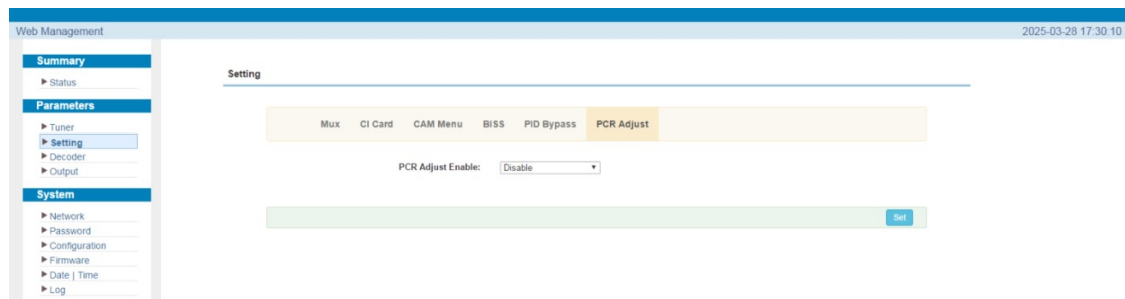 Web Management 2025-03-28 17:30:10
Summary
Status
Parameters
Tuner
Setting
Decoder
Output
System
Network
Password
Configuration
Firmware
Date | Time
Log
Setting
Mux CI Card CAM Menu BISS PID Bypass PCR Adjust
PCR Adjust Enable: Disable
Set